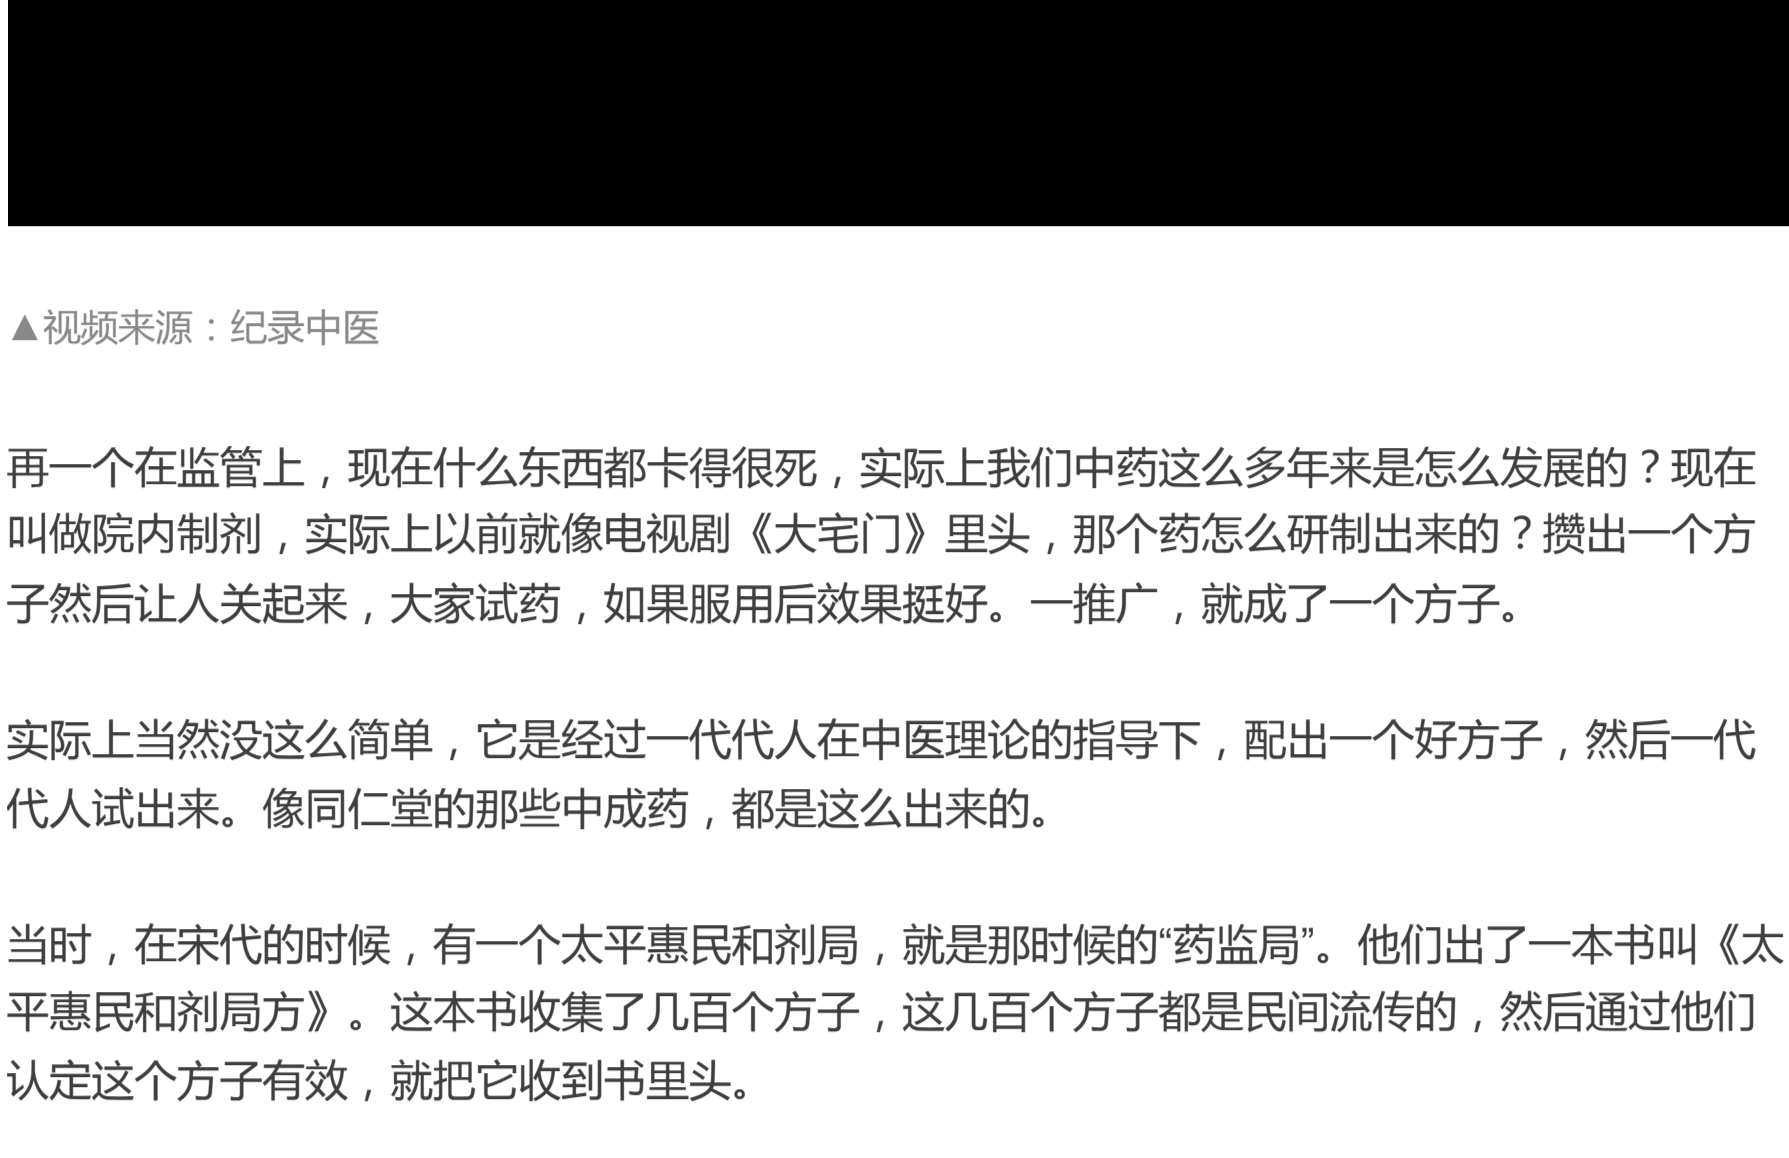 ▲视频来源：纪录中医
再一个在监管上，现在什么东西都卡得很死，实际上我们中药这么多年来是怎么发展的？现在
叫做院内制剂，实际上以前就像电视剧《大宅门》里头，那个药怎么研制出来的？攒出一个方
子然后让人关起来，大家试药，如果服用后效果挺好。一推广，就成了一个方子。
实际上当然没这么简单，它是经过一代代人在中医理论的指导下，配出一个好方子，然后一代
代人试出来。像同仁堂的那些中成药，都是这么出来的。
当时，在宋代的时候，有一个太平惠民和剂局，就是那时候的“药监局”。他们出了一本书叫《太
平惠民和剂局方》。这本书收集了几百个方子，这几百个方子都是民间流传的，然后通过他们
认定这个方子有效，就把它收到书里头。